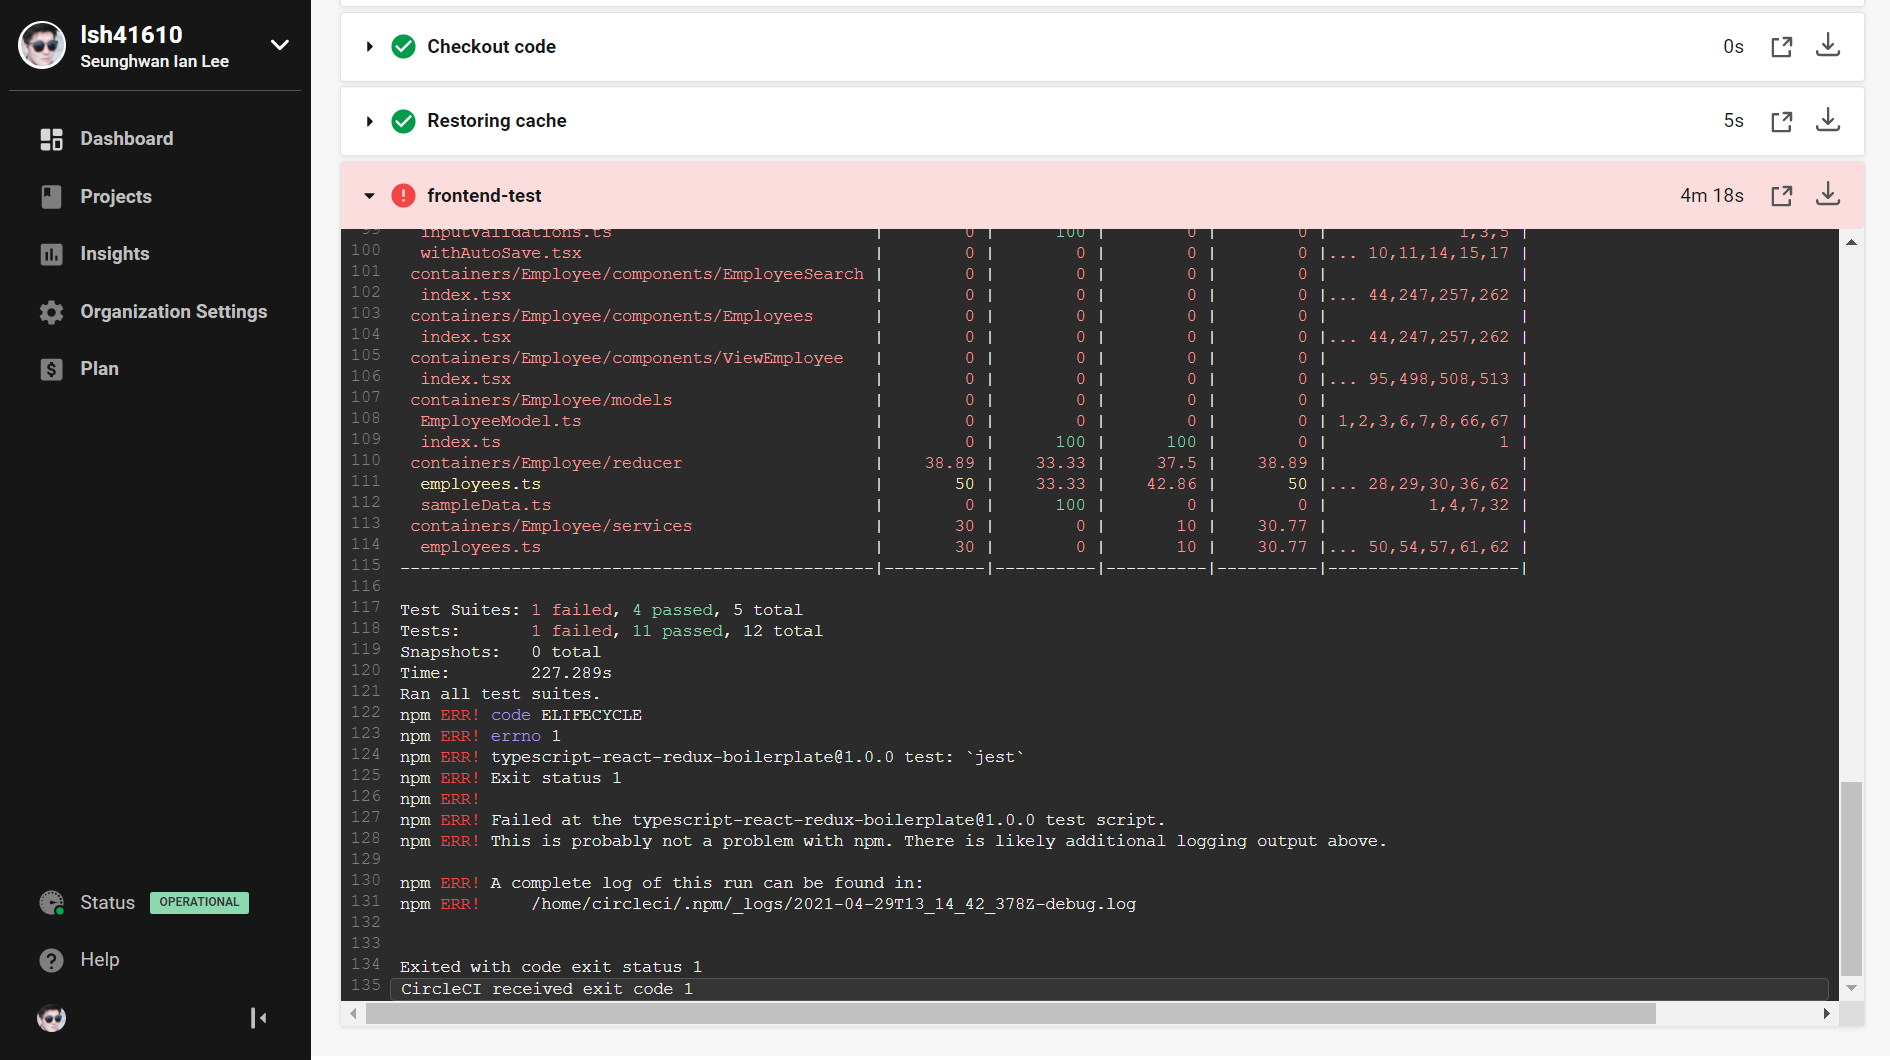 lsh41610
Seunghwan Ian Lee
Dashboard
Projects
Insights
Organization Settings
Plan
Status OPERATIONAL
Help
Checkout code 0s
Restoring cache 5s
frontend-test 4m 18s
99 inputValidations.ts | 0 | 100 | 0 | 0 | 1,3,5 |
100 withAutoSave.tsx | 0 | 0 | 0 | 0 |... 10,11,14,15,17 |
101 containers/Employee/components/EmployeeSearch | 0 | 0 | 0 | 0 | |
102 index.tsx | 0 | 0 | 0 | 0 |... 44,247,257,262 |
103 containers/Employee/components/Employees | 0 | 0 | 0 | 0 | |
104 index.tsx | 0 | 0 | 0 | 0 |... 44,247,257,262 |
105 containers/Employee/components/ViewEmployee | 0 | 0 | 0 | 0 | |
106 index.tsx | 0 | 0 | 0 | 0 |... 95,498,508,513 |
107 containers/Employee/models | 0 | 0 | 0 | 0 | |
108 EmployeeModel.ts | 0 | 0 | 0 | 0 | 1,2,3,6,7,8,66,67 |
109 index.ts | 0 | 100 | 100 | 0 | 1 |
110 containers/Employee/reducer | 38.89 | 33.33 | 37.5 | 38.89 | |
111 employees.ts | 50 | 33.33 | 42.86 | 50 |... 28,29,30,36,62 |
112 sampleData.ts | 0 | 100 | 0 | 0 | 1,4,7,32 |
113 containers/Employee/services | 30 | 0 | 10 | 30.77 | |
114 employees.ts | 30 | 0 | 10 | 30.77 |... 50,54,57,61,62 |
115 -----------------------------------------------|----------|----------|----------|----------|-------------------|
116
117 Test Suites: 1 failed, 4 passed, 5 total
118 Tests: 1 failed, 11 passed, 12 total
119 Snapshots: 0 total
120 Time: 227.289s
121 Ran all test suites.
122 npm ERR! code ELIFECYCLE
123 npm ERR! errno 1
124 npm ERR! typescript-react-redux-boilerplate@1.0.0 test: `jest`
125 npm ERR! Exit status 1
126 npm ERR!
127 npm ERR! Failed at the typescript-react-redux-boilerplate@1.0.0 test script.
128 npm ERR! This is probably not a problem with npm. There is likely additional logging output above.
129
130 npm ERR! A complete log of this run can be found in:
131 npm ERR! /home/circleci/.npm/_logs/2021-04-29T13_14_42_378Z-debug.log
132
133
134 Exited with code exit status 1
135 CircleCI received exit code 1